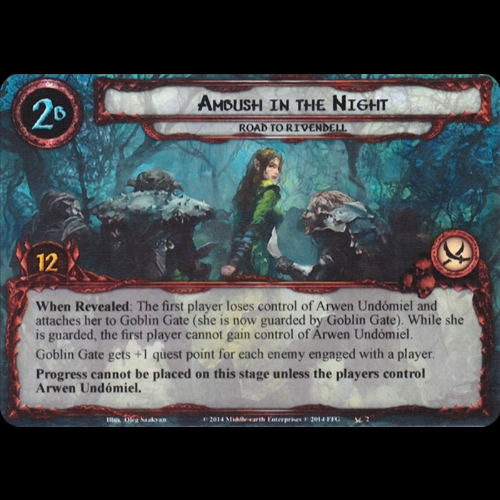 2B
Ambush in the Night
Road to Rivendell
12
When Revealed: The first player loses control of Arwen Undómiel and
attaches her to Goblin Gate (she is now guarded by Goblin Gate). While she
is guarded, the first player cannot gain control of Arwen Undómiel.
Goblin Gate gets +1 quest point for each enemy engaged with a player.
Progress cannot be placed on this stage unless the players control
Arwen Undómiel.
Illus. Oleg Saakyan © 2014 Middle-earth Enterprises © 2014 FFG 2